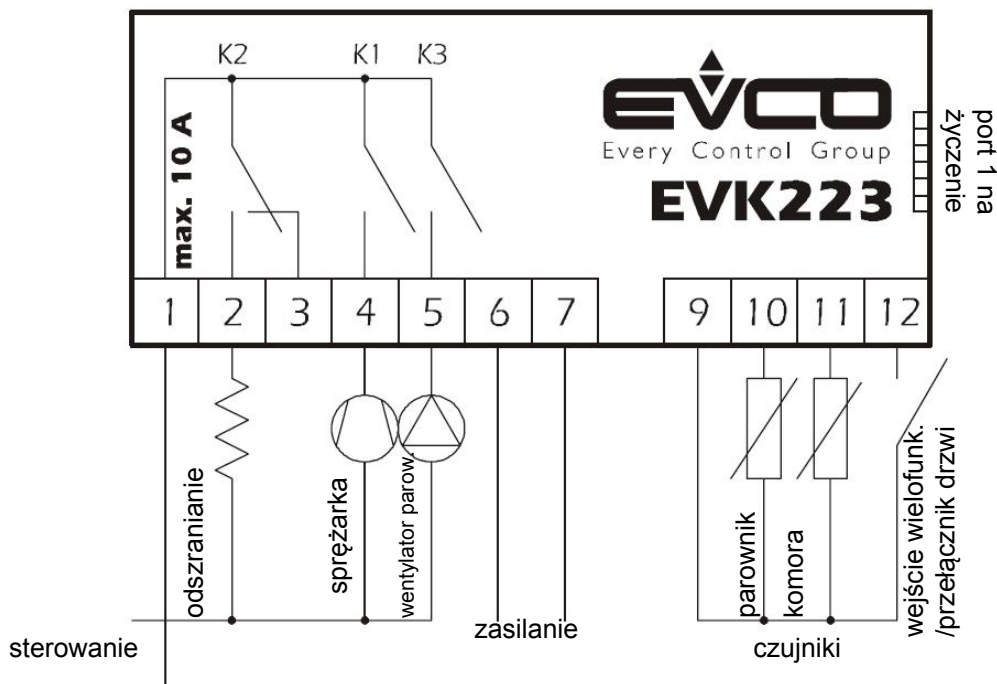 K2 K1 K3
max. 10 A
EVCO
Every Control Group
EVK223
port 1 na
życzenie
1 2 3 4 5 6 7 9 10 11 12
odszranianie
sprężarka
wentylator parow.
zasilanie
parownik
komora
wejście wielofunk.
/przełącznik drzwi
sterowanie
czujniki